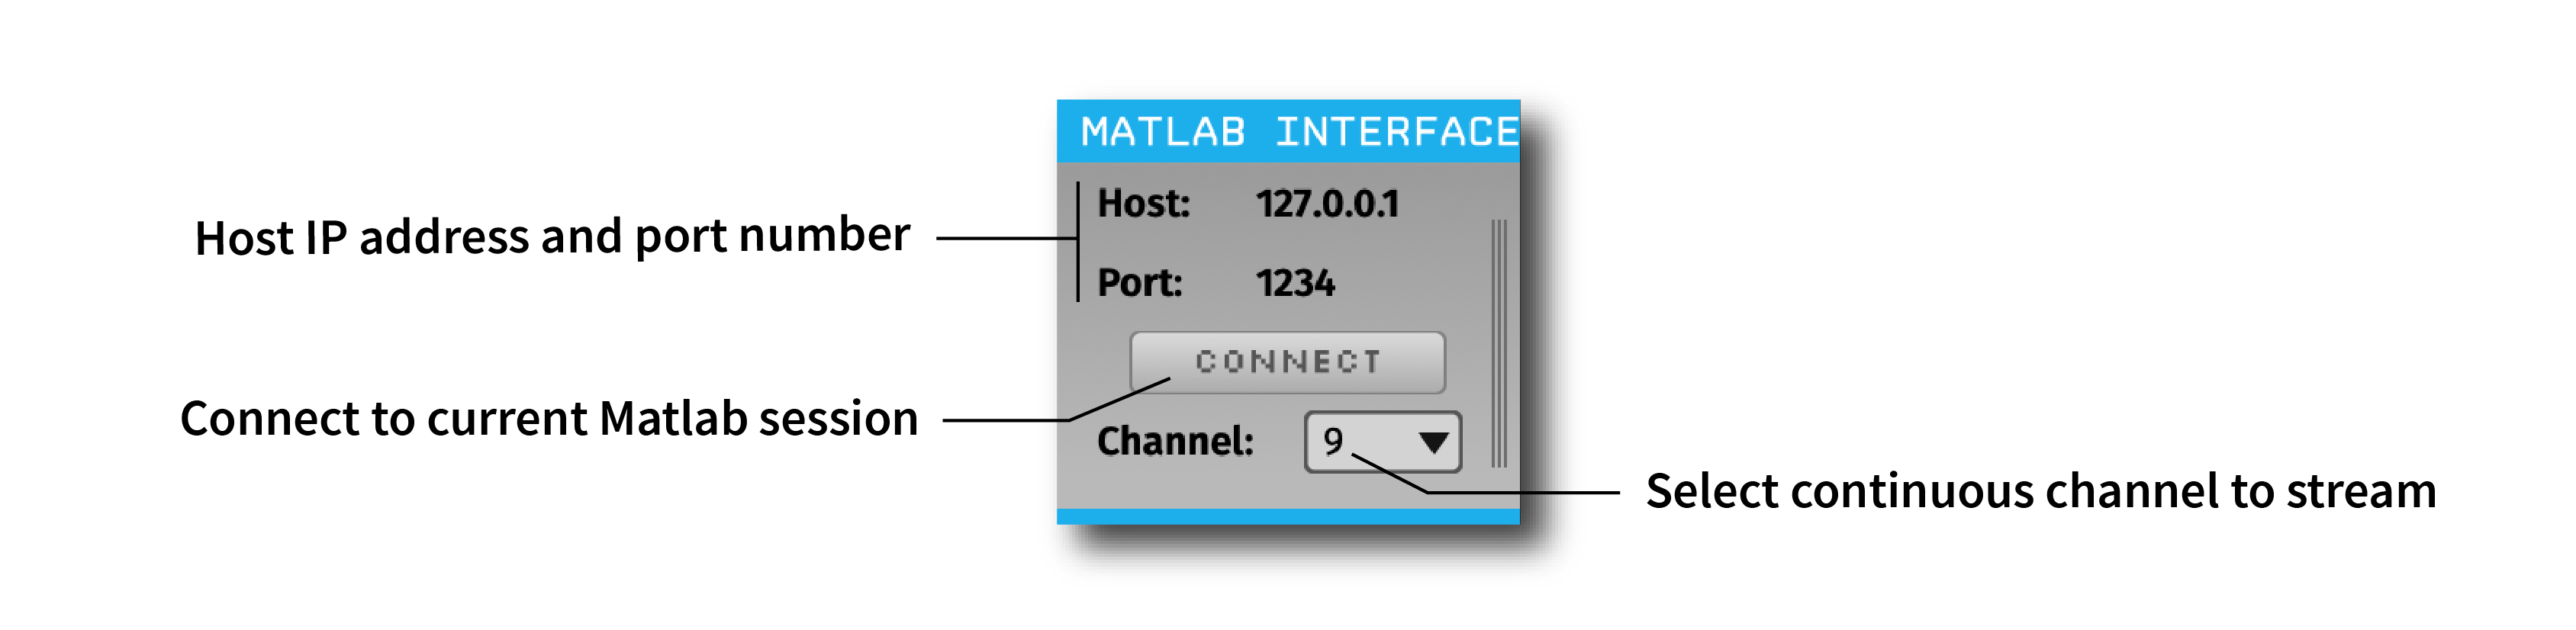 MATLAB INTERFACE
Host: 127.0.0.1
Host IP address and port number
Port: 1234
CONNECT
Connect to current Matlab session
Channel: 9
Select continuous channel to stream